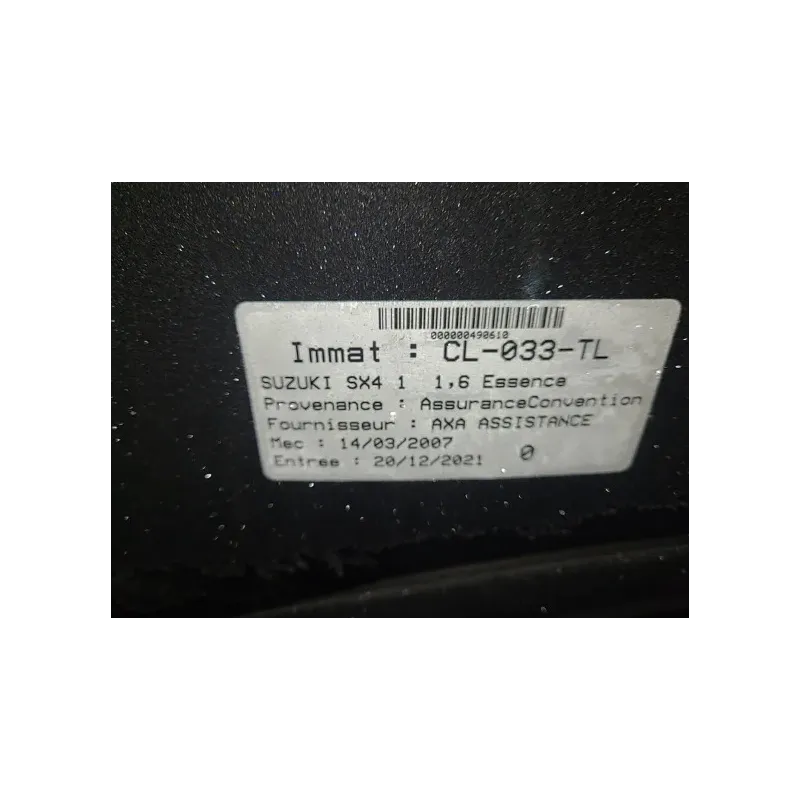 000000490610
Immat : CL-033-TL
SUZUKI SX4 1 1,6 Essence
Provenance : AssuranceConvention
Fournisseur : AXA ASSISTANCE
Mec : 14/03/2007
Entrée : 20/12/2021 0